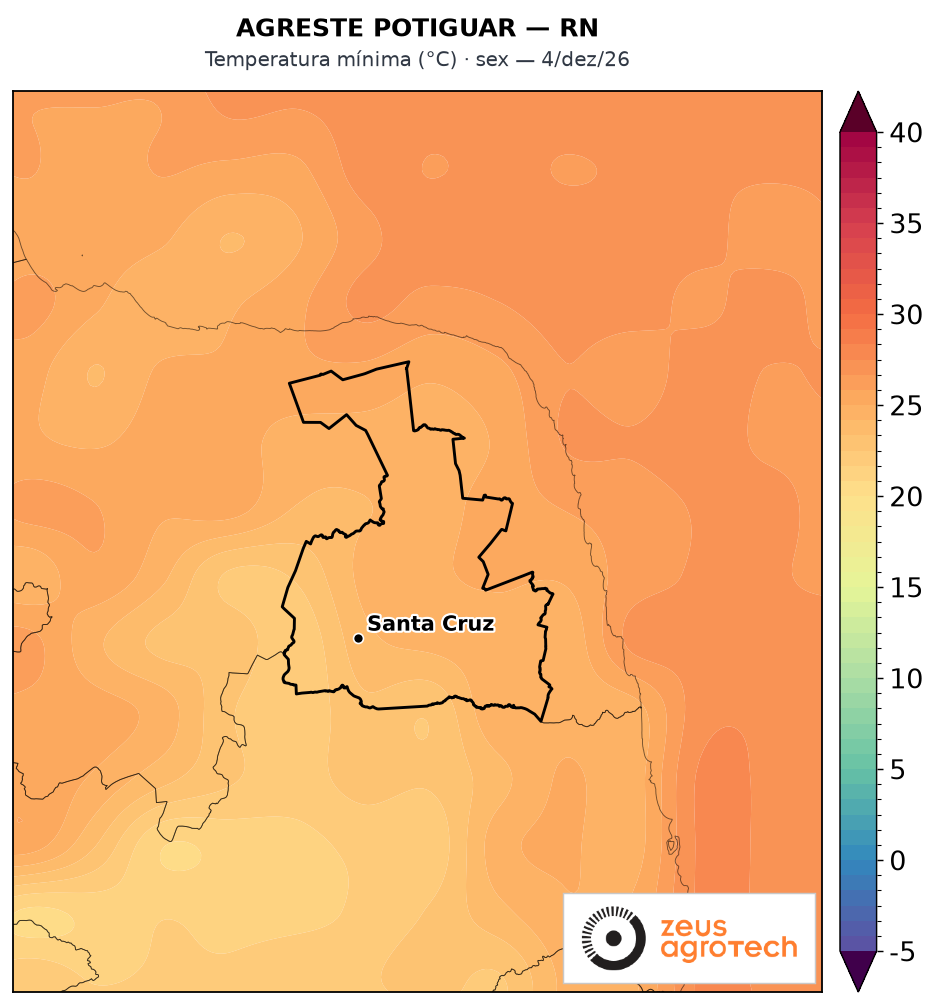 AGRESTE POTIGUAR — RN
Temperatura mínima (°C) · sex — 4/dez/26
40
35
30
25
20
15
10
5
0
-5
Santa Cruz
zeus
agrotech